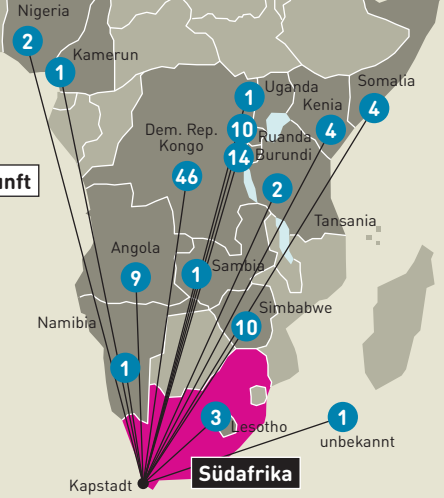 Nigeria
2
Kamerun
1
Somalia
4
Uganda
1
Kenia
4
Dem. Rep.
Kongo
46
10
Ruanda
14
Burundi
2
Tansania
unft
Angola
9
1
Sambia
Simbabwe
10
Namibia
1
3
Lesotho
1
unbekannt
Südafrika
Kapstadt